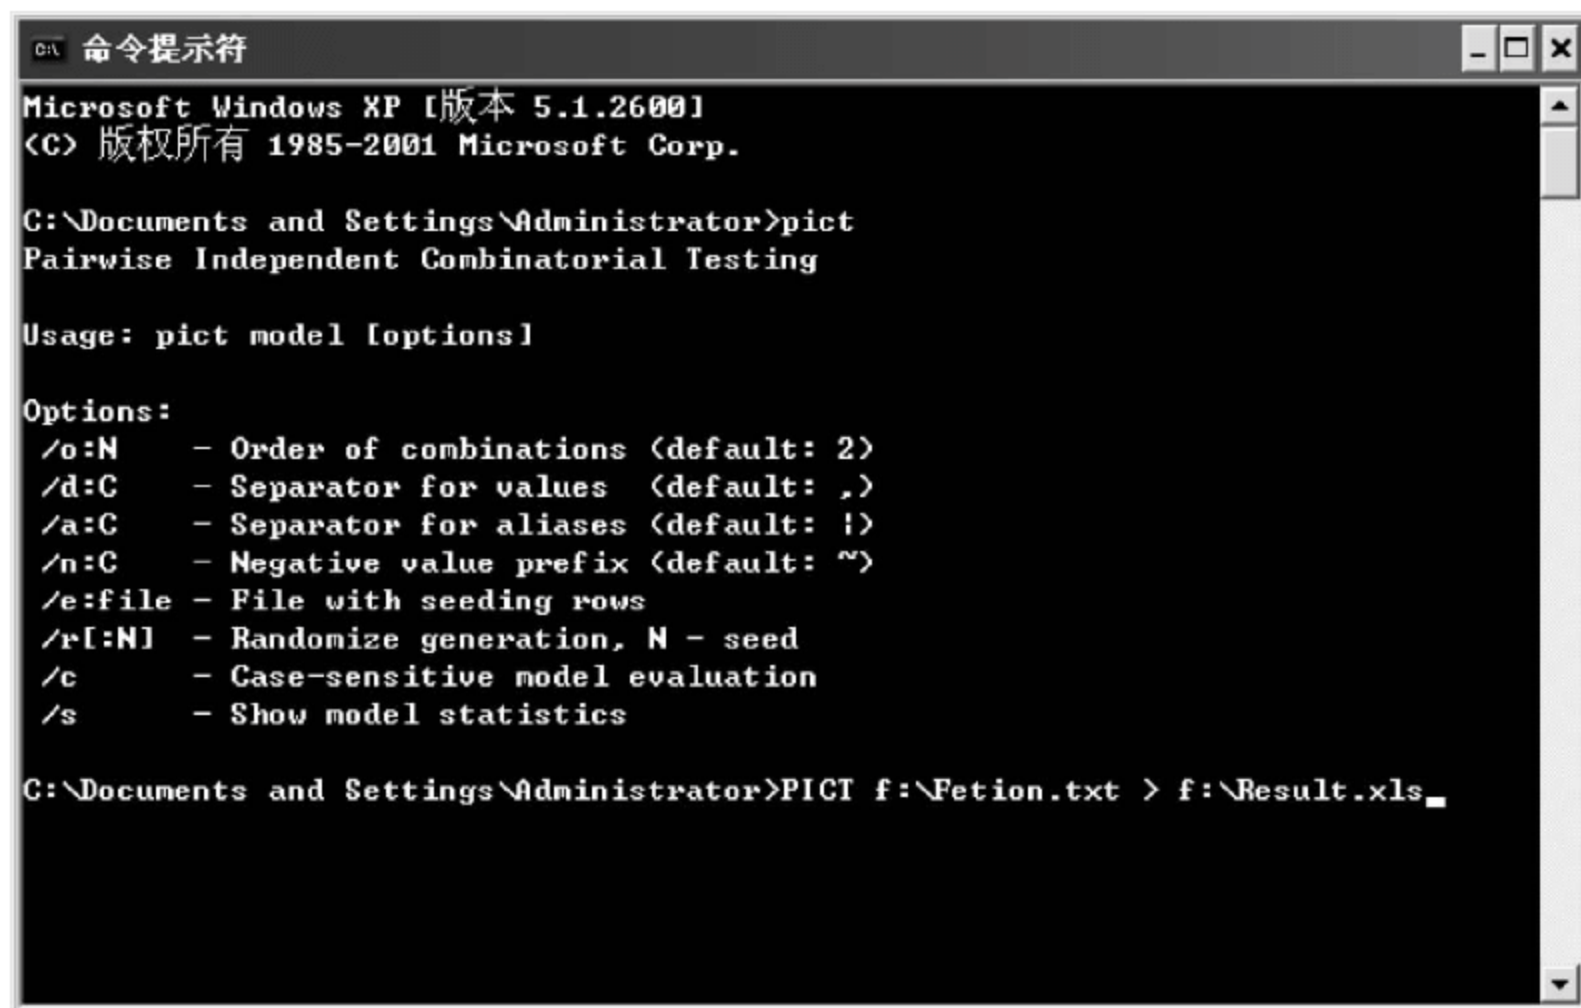 命令提示符
Microsoft Windows XP [版本 5.1.2600]
(C) 版权所有 1985-2001 Microsoft Corp.
C:\Documents and Settings\Administrator>pict
Pairwise Independent Combinatorial Testing
Usage: pict model [options]
Options:
/o:N - Order of combinations (default: 2)
/d:C - Separator for values (default: ,)
/a:C - Separator for aliases (default: |)
/n:C - Negative value prefix (default: ~)
/e:file - File with seeding rows
/r[:N] - Randomize generation, N - seed
/c - Case-sensitive model evaluation
/s - Show model statistics
C:\Documents and Settings\Administrator>PICT f:\Fetion.txt > f:\Result.xls_